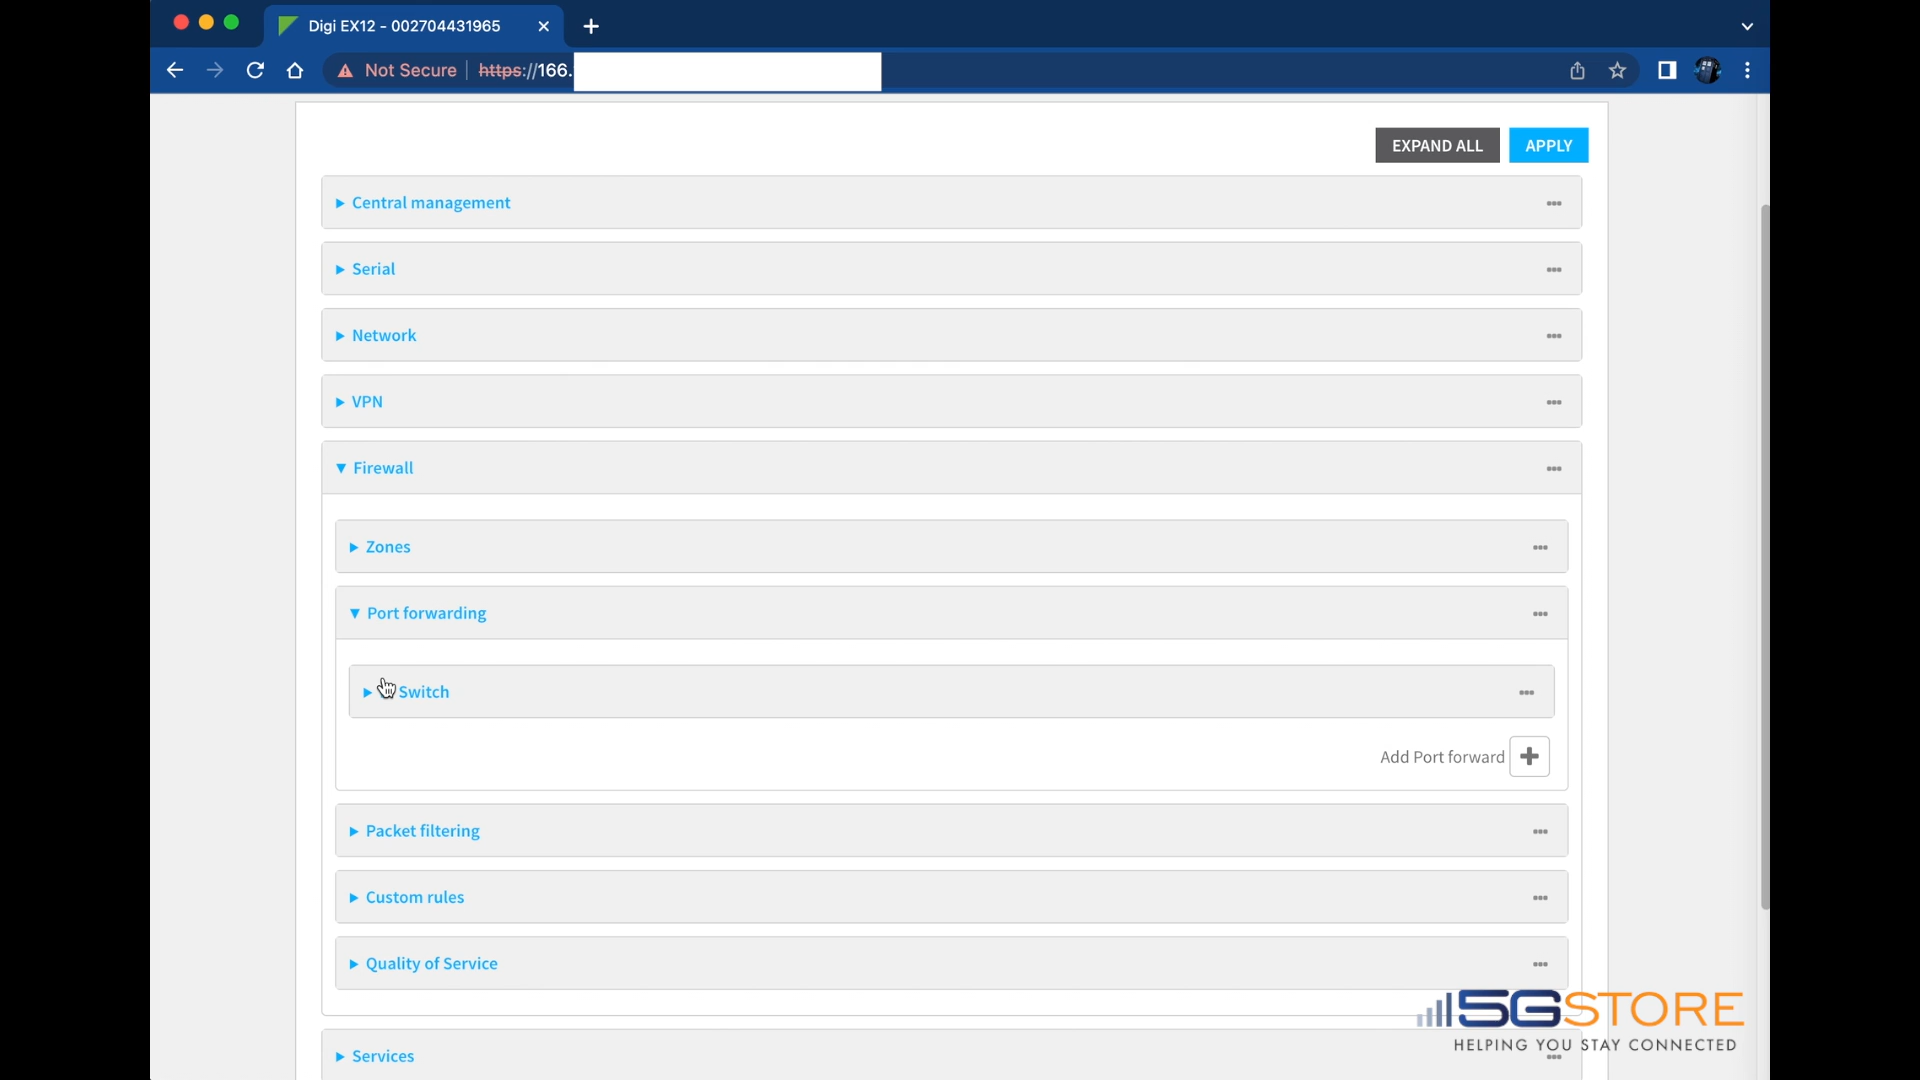 Digi EX12 - 002704431965
Not Secure
https://166.
EXPAND ALL
APPLY
Central management
Serial
Network
VPN
Firewall
Zones
Port forwarding
Switch
Add Port forward
Packet filtering
Custom rules
Quality of Service
Services
5GSTORE
HELPING YOU STAY CONNECTED